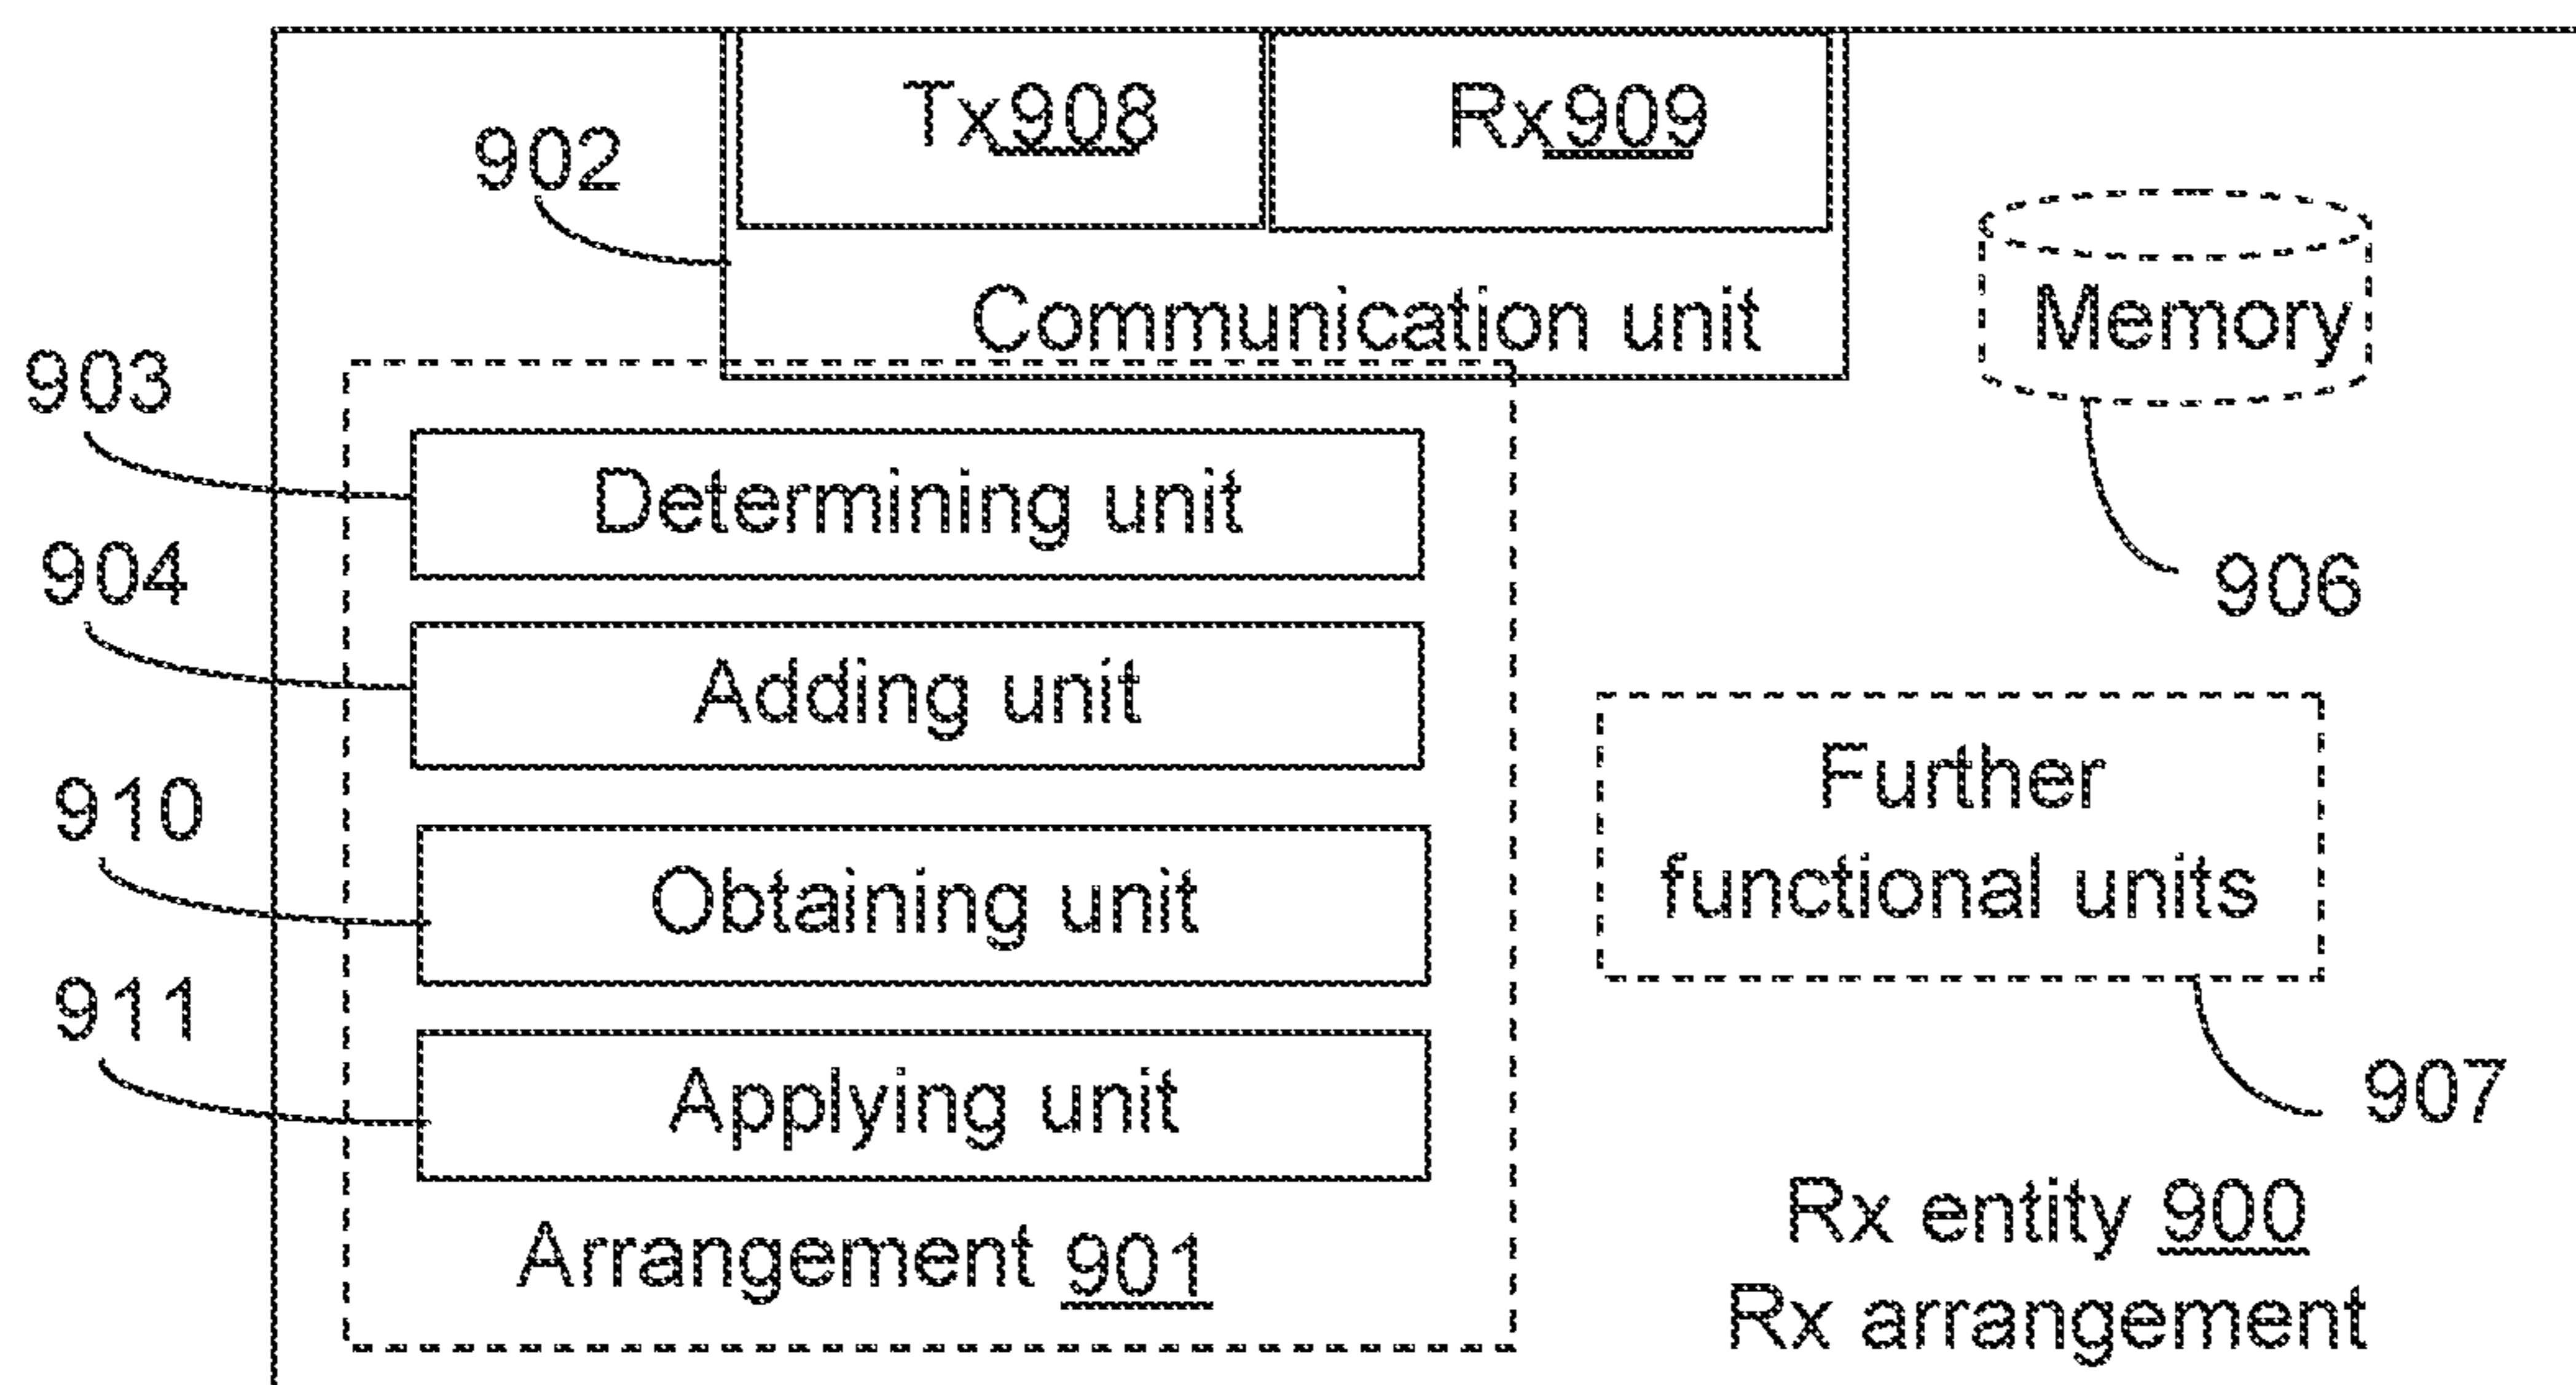 Tx908
Rx909
902
Communication unit
Memory
903
Determining unit
906
904
Adding unit
Further
functional units
910
Obtaining unit
907
911
Applying unit
Arrangement 901
Rx entity 900
Rx arrangement